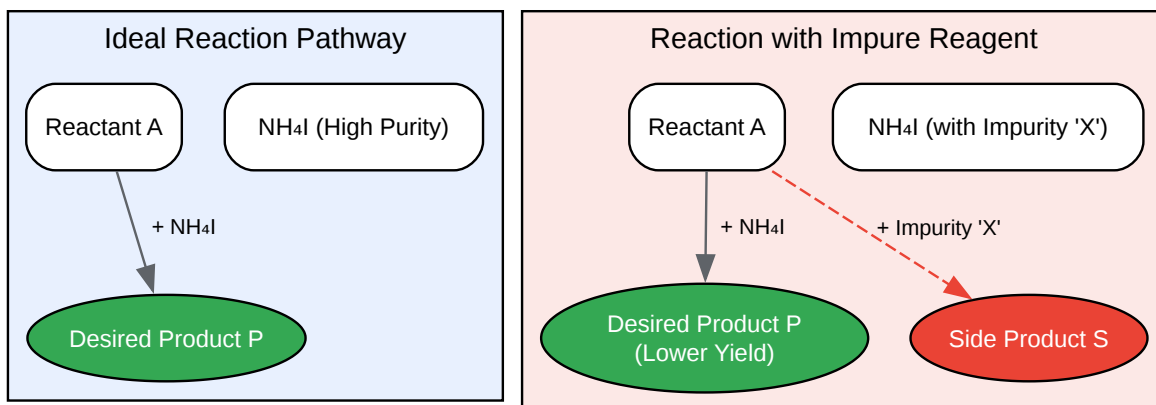 Ideal Reaction Pathway
Reactant A
NH₄I (High Purity)
+ NH₄I
Desired Product P
Reaction with Impure Reagent
Reactant A
NH₄I (with Impurity 'X')
+ NH₄I
+ Impurity 'X'
Desired Product P
(Lower Yield)
Side Product S